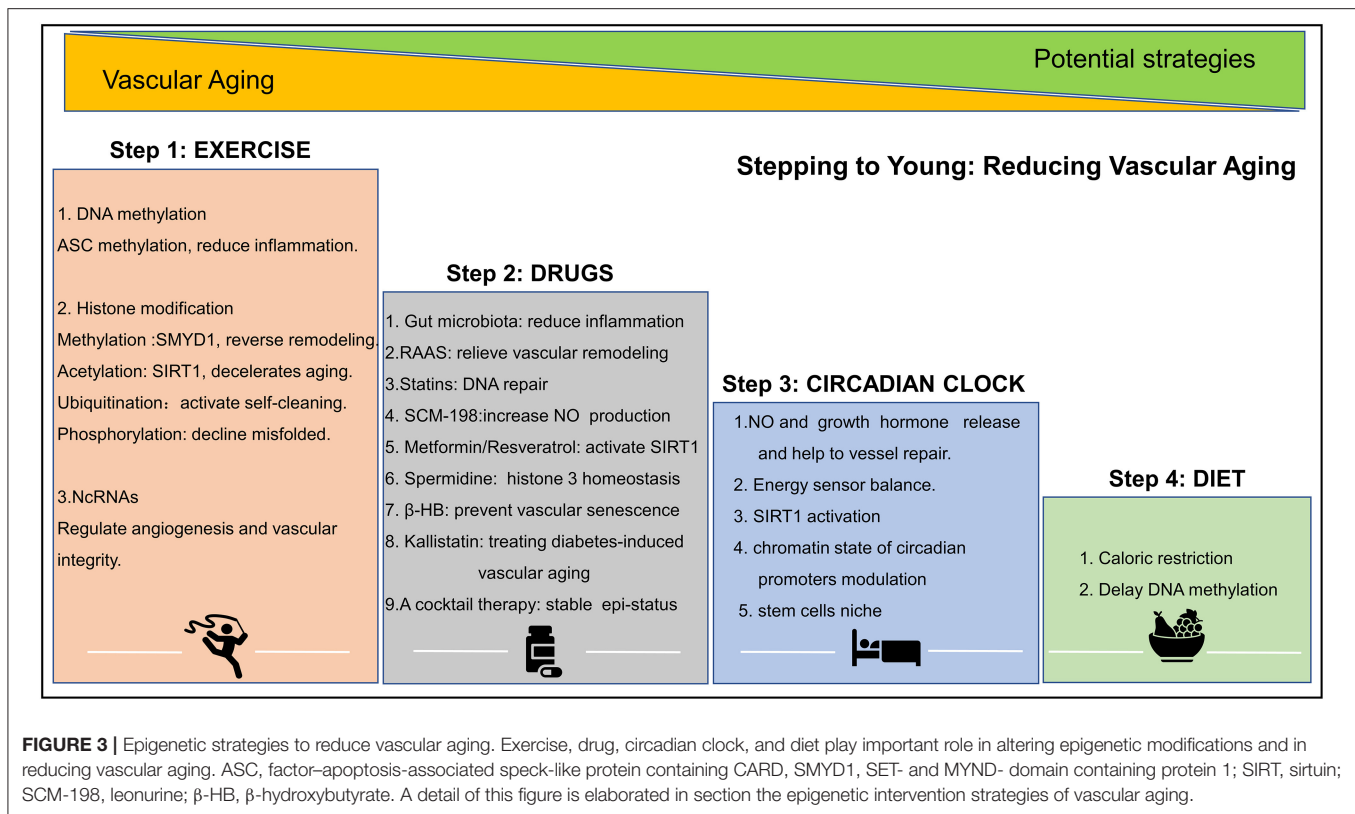 Vascular Aging
Potential strategies
Stepping to Young: Reducing Vascular Aging
Step 1: EXERCISE
1. DNA methylation
ASC methylation, reduce inflammation.
2. Histone modification
Methylation :SMYD1, reverse remodeling.
Acetylation: SIRT1, decelerates aging.
Ubiquitination： activate self-cleaning.
Phosphorylation: decline misfolded.
3.NcRNAs
Regulate angiogenesis and vascular
integrity.
Step 2: DRUGS
1. Gut microbiota: reduce inflammation
2.RAAS: relieve vascular remodeling
3.Statins: DNA repair
4. SCM-198:increase NO production
5. Metformin/Resveratrol: activate SIRT1
6. Spermidine: histone 3 homeostasis
7. β-HB: prevent vascular senescence
8. Kallistatin: treating diabetes-induced
vascular aging
9.A cocktail therapy: stable epi-status
Step 3: CIRCADIAN CLOCK
1.NO and growth hormone release
and help to vessel repair.
2. Energy sensor balance.
3. SIRT1 activation
4. chromatin state of circadian
promoters modulation
5. stem cells niche
Step 4: DIET
1. Caloric restriction
2. Delay DNA methylation
FIGURE 3 | Epigenetic strategies to reduce vascular aging. Exercise, drug, circadian clock, and diet play important role in altering epigenetic modifications and in
reducing vascular aging. ASC, factor–apoptosis-associated speck-like protein containing CARD, SMYD1, SET- and MYND- domain containing protein 1; SIRT, sirtuin;
SCM-198, leonurine; β-HB, β-hydroxybutyrate. A detail of this figure is elaborated in section the epigenetic intervention strategies of vascular aging.